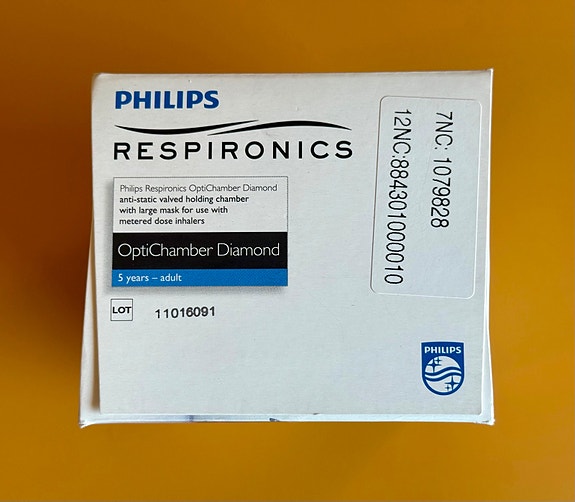 PHILIPS
RESPIRONICS
Philips Respironics OptiChamber Diamond
anti-static valved holding chamber
with large mask for use with
metered dose inhalers
OptiChamber Diamond
5 years – adult
LOT 11016091
7NC: 1079828
12NC:884301000010
PHILIPS